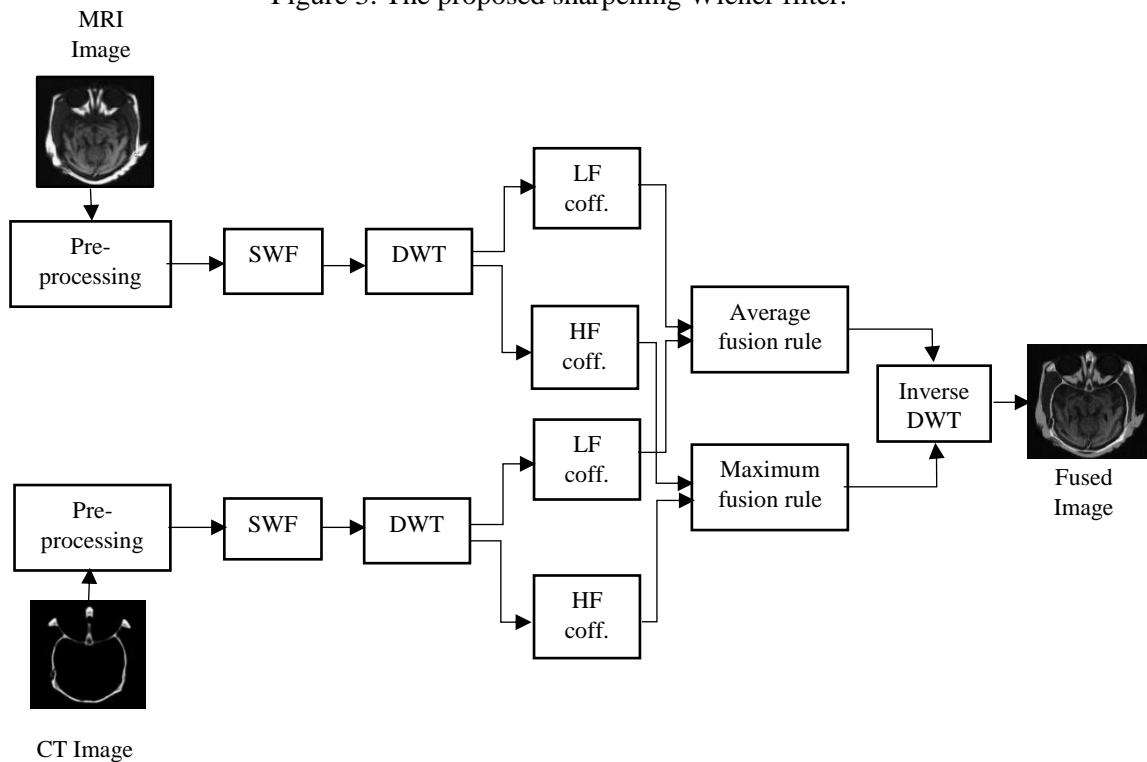 Figure 3. The proposed sharpening Wiener filter.
MRI
Image
Pre-
processing
SWF
DWT
LF
coff.
HF
coff.
Average
fusion rule
Inverse
DWT
Fused
Image
LF
coff.
Maximum
fusion rule
Pre-
processing
SWF
DWT
HF
coff.
CT Image